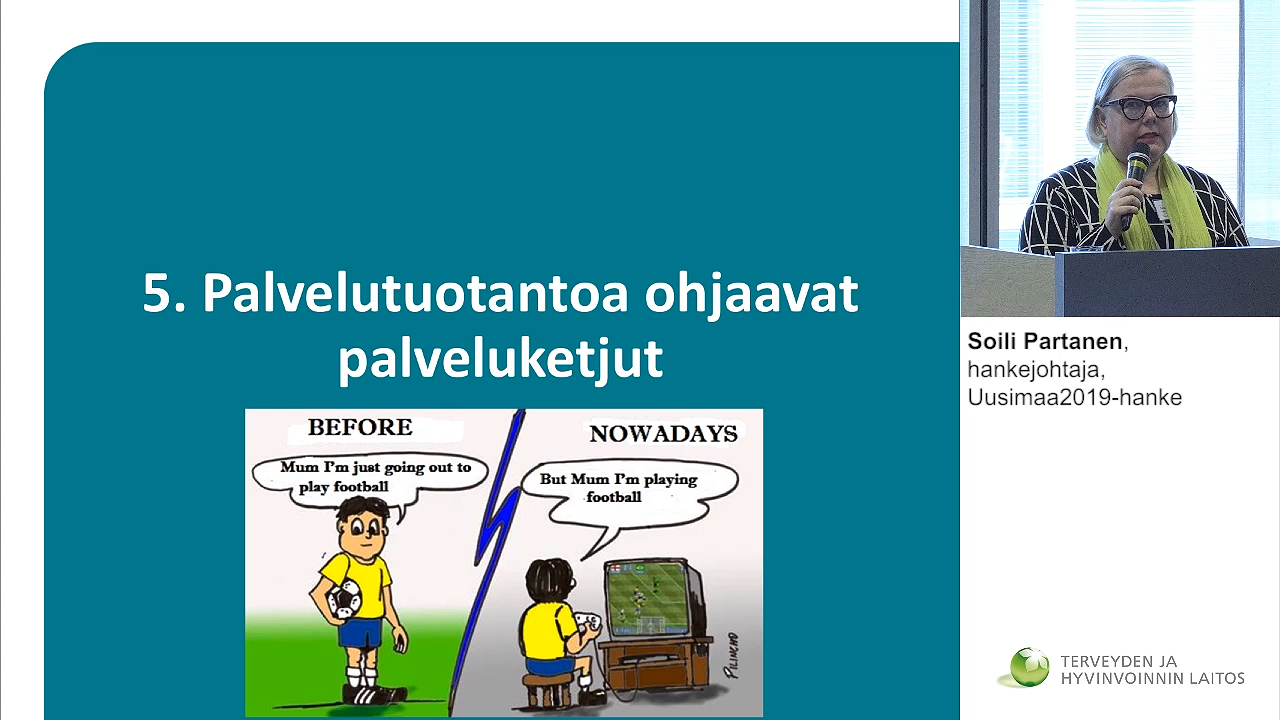 5. Palvelutuotantoa ohjaavat
palveluketjut
BEFORE
Mum I'm just going out to
play football
NOWADAYS
But Mum I'm playing
football
PILINCHO
Soili Partanen,
hankejohtaja,
Uusimaa2019-hanke
TERVEYDEN JA
HYVINVOINNIN LAITOS